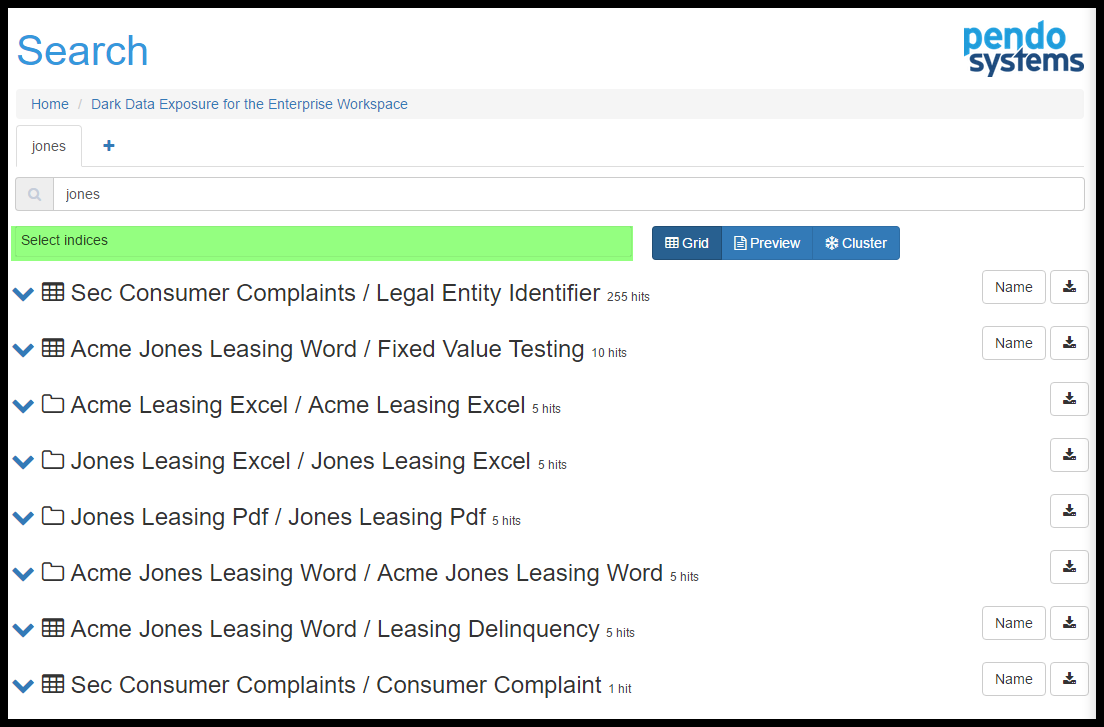 Search
pendo
systems
Home / Dark Data Exposure for the Enterprise Workspace
jones +
jones
Select indices
Grid Preview Cluster
Sec Consumer Complaints / Legal Entity Identifier 255 hits Name
Acme Jones Leasing Word / Fixed Value Testing 10 hits Name
Acme Leasing Excel / Acme Leasing Excel 5 hits
Jones Leasing Excel / Jones Leasing Excel 5 hits
Jones Leasing Pdf / Jones Leasing Pdf 5 hits
Acme Jones Leasing Word / Acme Jones Leasing Word 5 hits
Acme Jones Leasing Word / Leasing Delinquency 5 hits Name
Sec Consumer Complaints / Consumer Complaint 1 hit Name